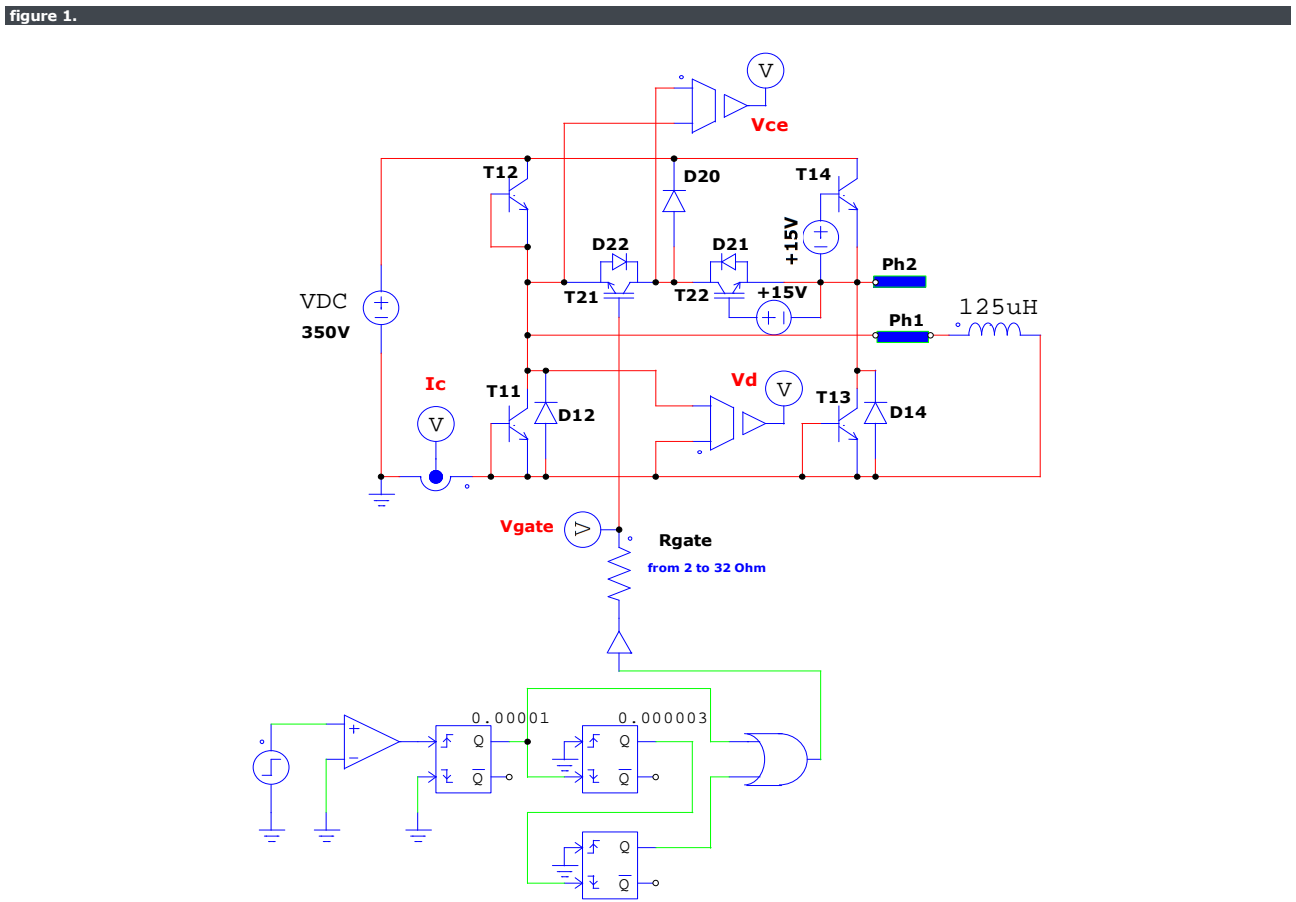 figure 1.
V
Vce
T12
D20
T14
+15V
D22
D21
Ph2
T21
T22
+15V
VDC
350V
125uH
Ph1
Ic
Vd
V
T11
T13
V
D12
D14
Vgate
V
Rgate
from 2 to 32 Ohm
0.00001
0.000003
+
Q
Q
−
Q
Q
Q
Q